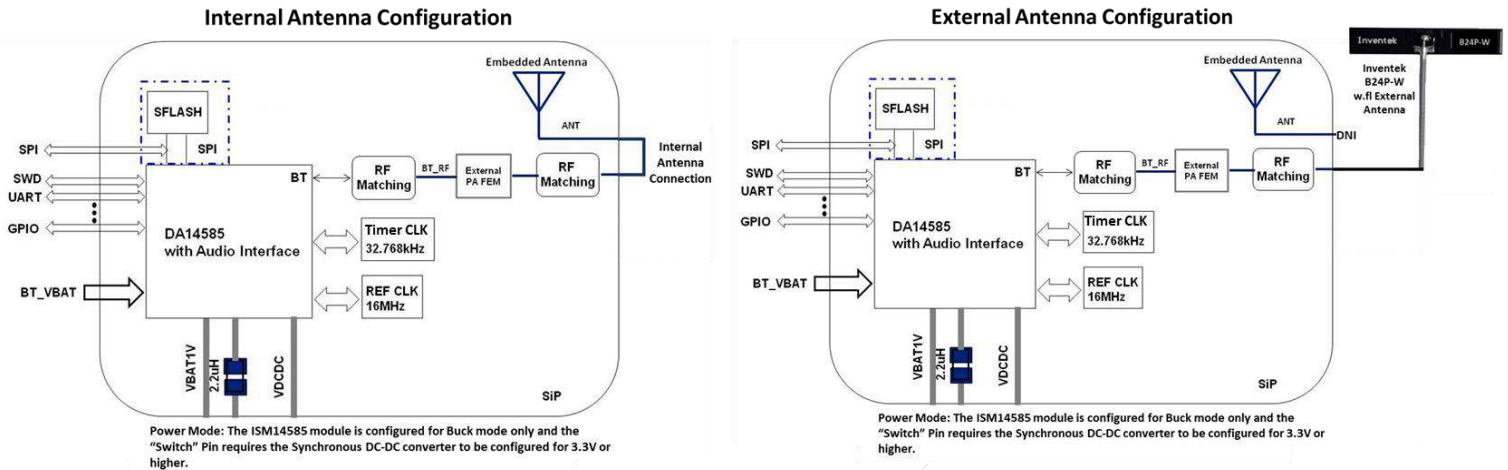 Internal Antenna Configuration
Embedded Antenna
SFLASH
ANT
SPI
SPI
Internal
Antenna
Connection
SWD
UART
GPIO
BT
RF
Matching
BT_RF
External
PA FEM
RF
Matching
DA14585
with Audio Interface
Timer CLK
32.768kHz
REF CLK
16MHz
BT_VBAT
VBAT1V
2.2uH
VDCDC
SiP
Power Mode: The ISM14585 module is configured for Buck mode only and the
“Switch” Pin requires the Synchronous DC-DC converter to be configured for 3.3V or
higher.
External Antenna Configuration
Inventek
B24P-W
Inventek
B24P-W
w.fl External
Antenna
Embedded Antenna
SFLASH
ANT
DNI
SPI
SPI
SWD
UART
GPIO
BT
RF
Matching
BT_RF
External
PA FEM
RF
Matching
DA14585
with Audio Interface
Timer CLK
32.768kHz
REF CLK
16MHz
BT_VBAT
VBAT1V
2.2uH
VDCDC
SiP
Power Mode: The ISM14585 module is configured for Buck mode only and the
“Switch” Pin requires the Synchronous DC-DC converter to be configured for 3.3V or
higher.